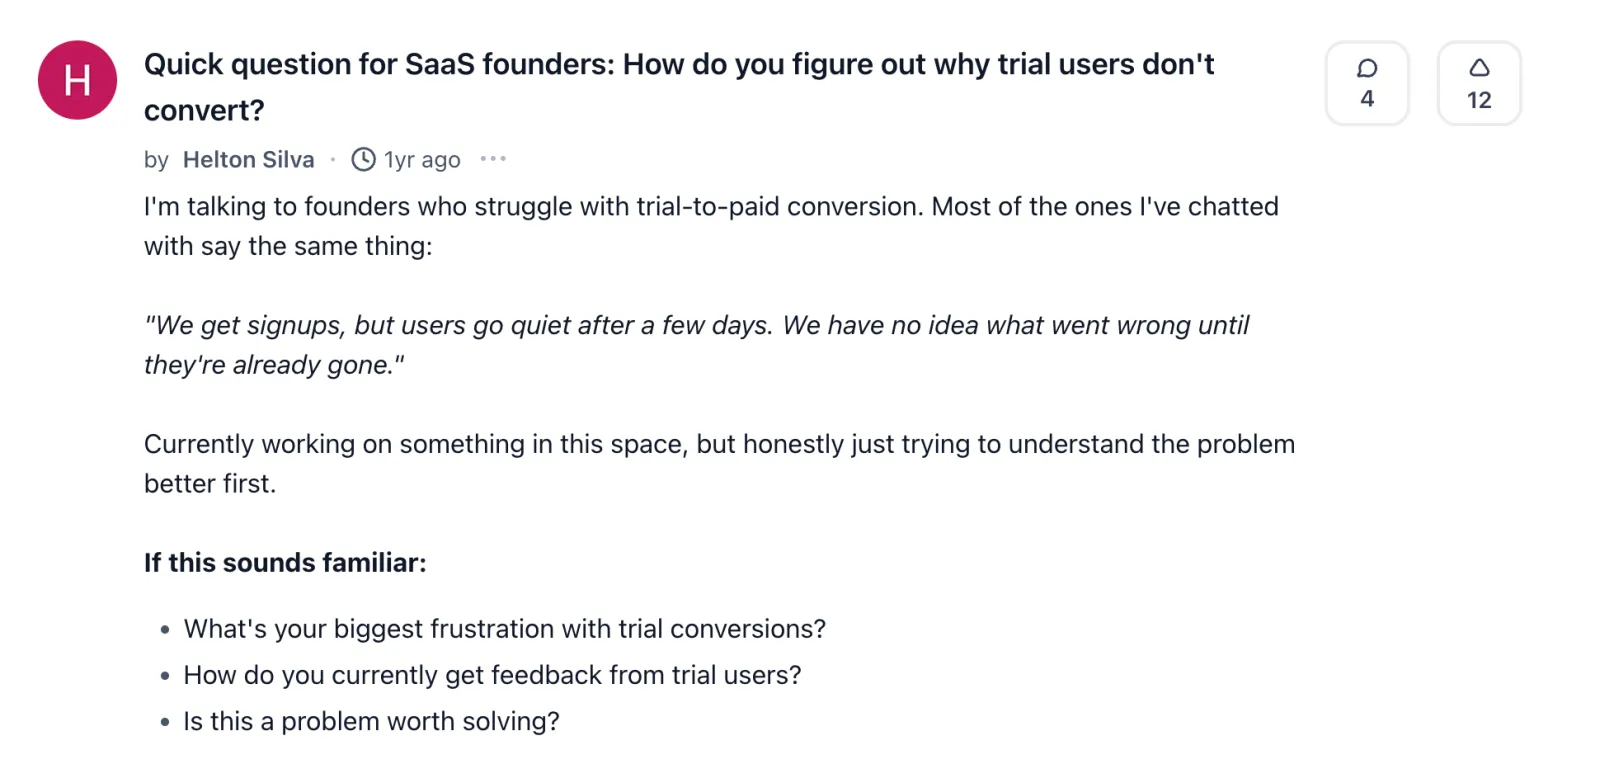 H
Quick question for SaaS founders: How do you figure out why trial users don't
convert?
4
12
by Helton Silva · 1yr ago ···
I'm talking to founders who struggle with trial-to-paid conversion. Most of the ones I've chatted
with say the same thing:
"We get signups, but users go quiet after a few days. We have no idea what went wrong until
they're already gone."
Currently working on something in this space, but honestly just trying to understand the problem
better first.
If this sounds familiar:
• What's your biggest frustration with trial conversions?
• How do you currently get feedback from trial users?
• Is this a problem worth solving?